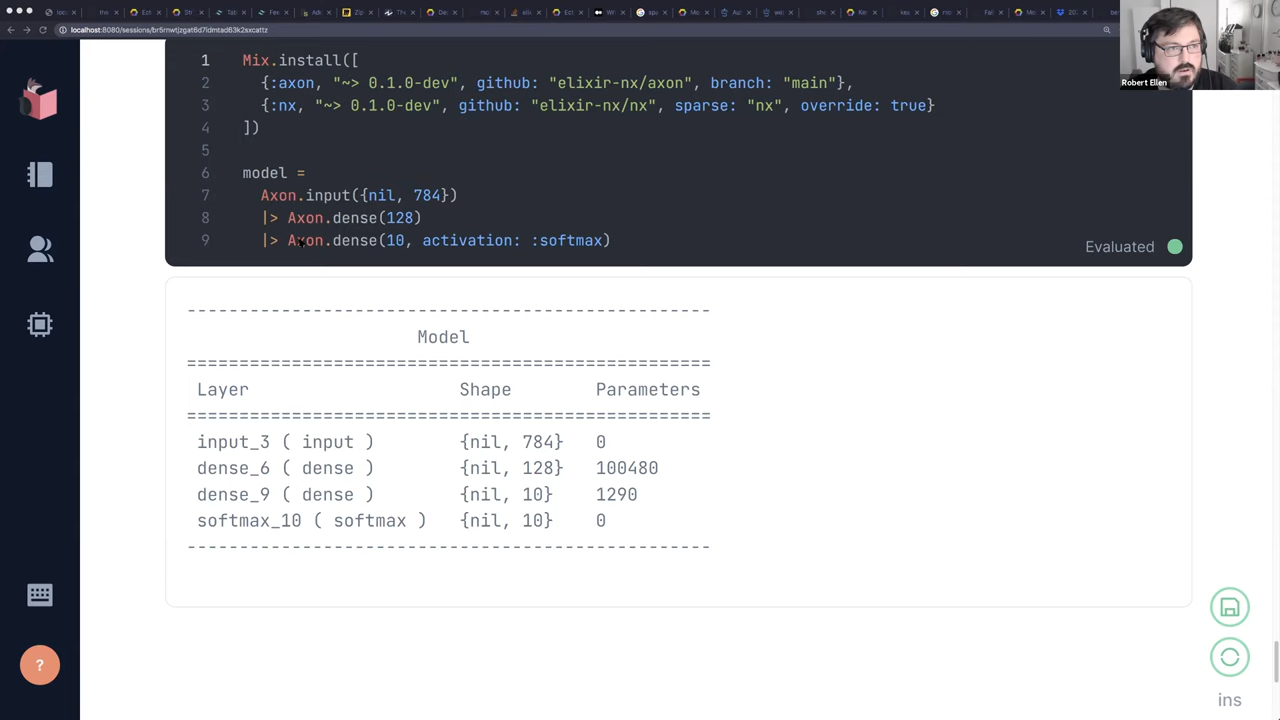 localhost:8080/sessions/
Robert Ellen
1 Mix.install([
2 {:axon, "~> 0.1.0-dev", github: "elixir-nx/axon", branch: "main"},
3 {:nx, "~> 0.1.0-dev", github: "elixir-nx/nx", sparse: "nx", override: true}
4 ])
5
6 model =
7 Axon.input({nil, 784})
8 |> Axon.dense(128)
9 |> Axon.dense(10, activation: :softmax)
Evaluated
-------------------------------------------------
Model
=================================================
Layer Shape Parameters
=================================================
input_3 ( input ) {nil, 784} 0
dense_6 ( dense ) {nil, 128} 100480
dense_9 ( dense ) {nil, 10} 1290
softmax_10 ( softmax ) {nil, 10} 0
-------------------------------------------------
?
ins